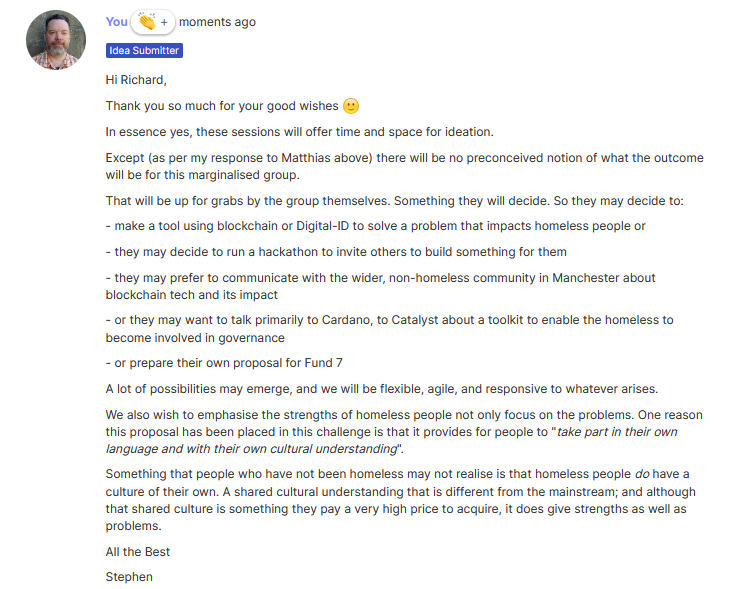 You 👏 + moments ago
Idea Submitter
Hi Richard,
Thank you so much for your good wishes 🙂
In essence yes, these sessions will offer time and space for ideation.
Except (as per my response to Matthias above) there will be no preconceived notion of what the outcome
will be for this marginalised group.
That will be up for grabs by the group themselves. Something they will decide. So they may decide to:
- make a tool using blockchain or Digital-ID to solve a problem that impacts homeless people or
- they may decide to run a hackathon to invite others to build something for them
- they may prefer to communicate with the wider, non-homeless community in Manchester about
blockchain tech and its impact
- or they may want to talk primarily to Cardano, to Catalyst about a toolkit to enable the homeless to
become involved in governance
- or prepare their own proposal for Fund 7
A lot of possibilities may emerge, and we will be flexible, agile, and responsive to whatever arises.
We also wish to emphasise the strengths of homeless people not only focus on the problems. One reason
this proposal has been placed in this challenge is that it provides for people to "take part in their own
language and with their own cultural understanding".
Something that people who have not been homeless may not realise is that homeless people do have a
culture of their own. A shared cultural understanding that is different from the mainstream; and although
that shared culture is something they pay a very high price to acquire, it does give strengths as well as
problems.
All the Best
Stephen